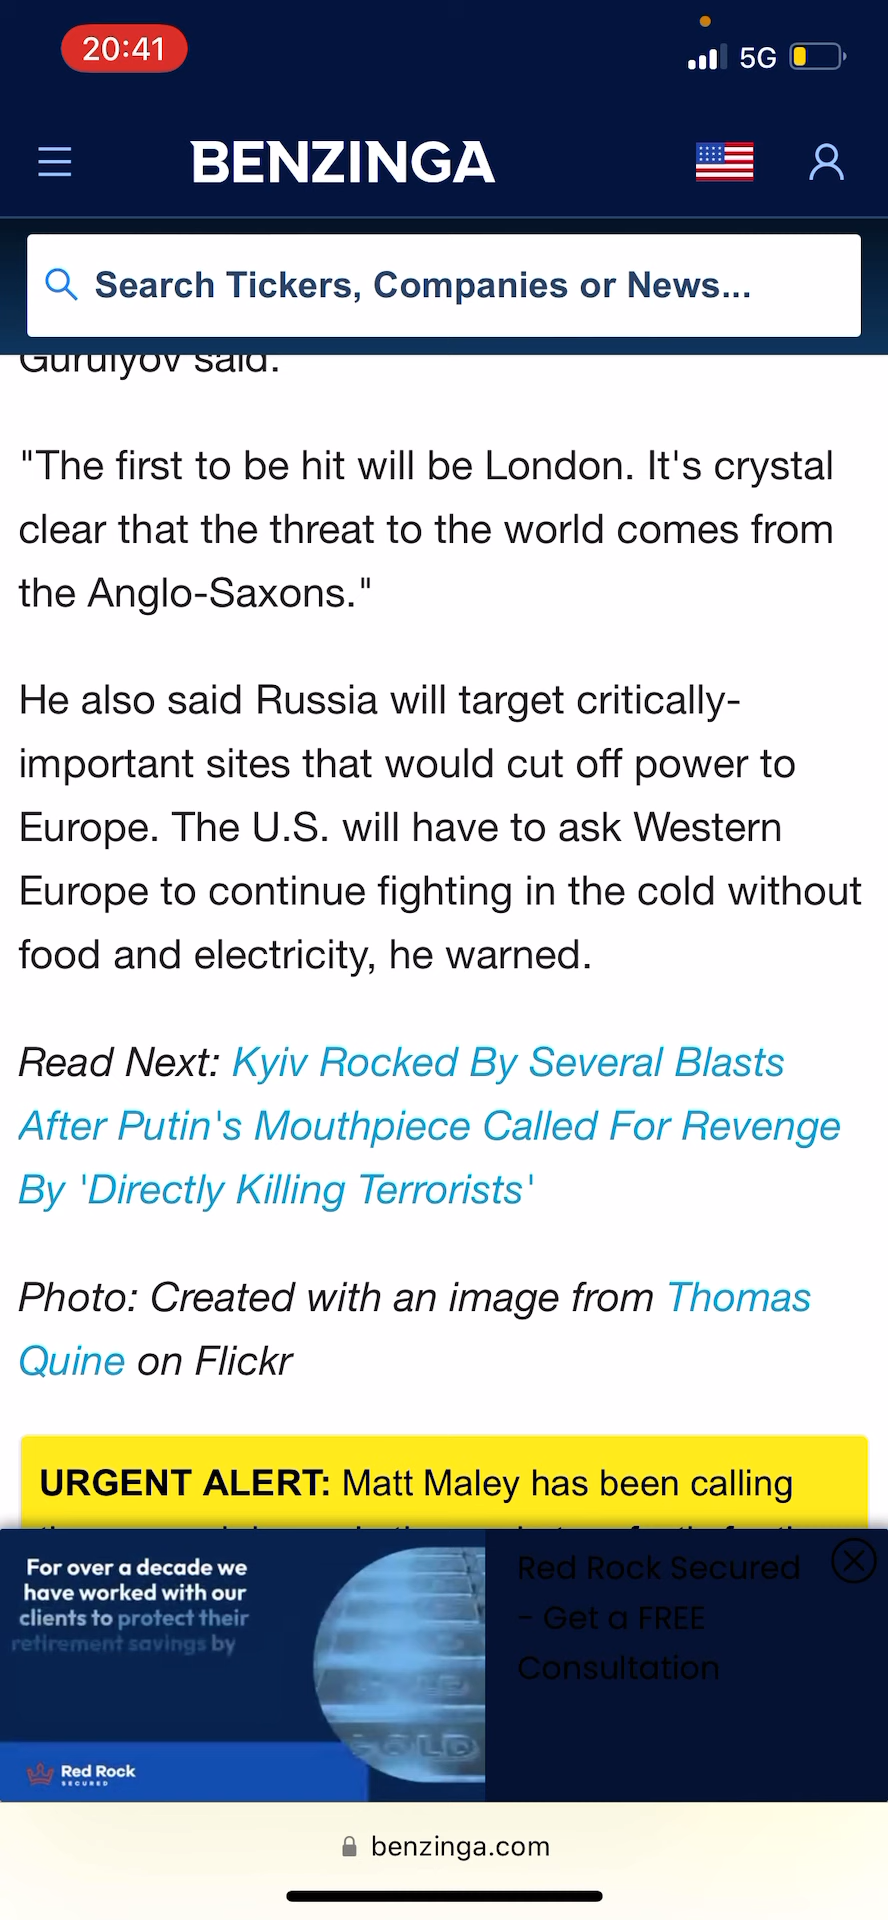 20:41
5G
BENZINGA
Search Tickers, Companies or News...
Gurulyov said.
"The first to be hit will be London. It's crystal
clear that the threat to the world comes from
the Anglo-Saxons."
He also said Russia will target critically-
important sites that would cut off power to
Europe. The U.S. will have to ask Western
Europe to continue fighting in the cold without
food and electricity, he warned.
Read Next: Kyiv Rocked By Several Blasts
After Putin's Mouthpiece Called For Revenge
By 'Directly Killing Terrorists'
Photo: Created with an image from Thomas
Quine on Flickr
URGENT ALERT: Matt Maley has been calling
For over a decade we
have worked with our
clients to protect their
retirement savings by
GOLD
Red Rock
SECURED
Red Rock Secured
- Get a FREE
Consultation
benzinga.com